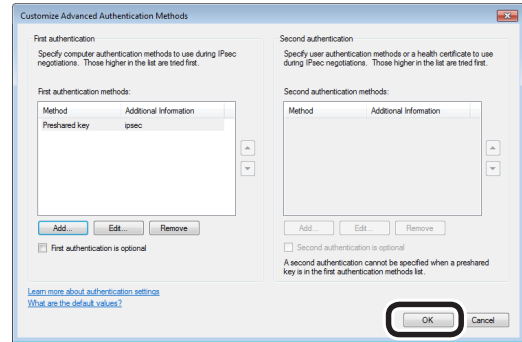 Customize Advanced Authentication Methods
First authentication
Specify computer authentication methods to use during IPsec
negotiations. Those higher in the list are tried first.
First authentication methods:
Method Additional Information
Preshared key ipsec
Add... Edit... Remove
First authentication is optional
Second authentication
Specify user authentication methods or a health certificate to use
during IPsec negotiations. Those higher in the list are tried first.
Second authentication methods:
Method Additional Information
Add... Edit... Remove
Second authentication is optional
A second authentication cannot be specified when a preshared
key is in the first authentication methods list.
Learn more about authentication settings
What are the default values?
OK Cancel